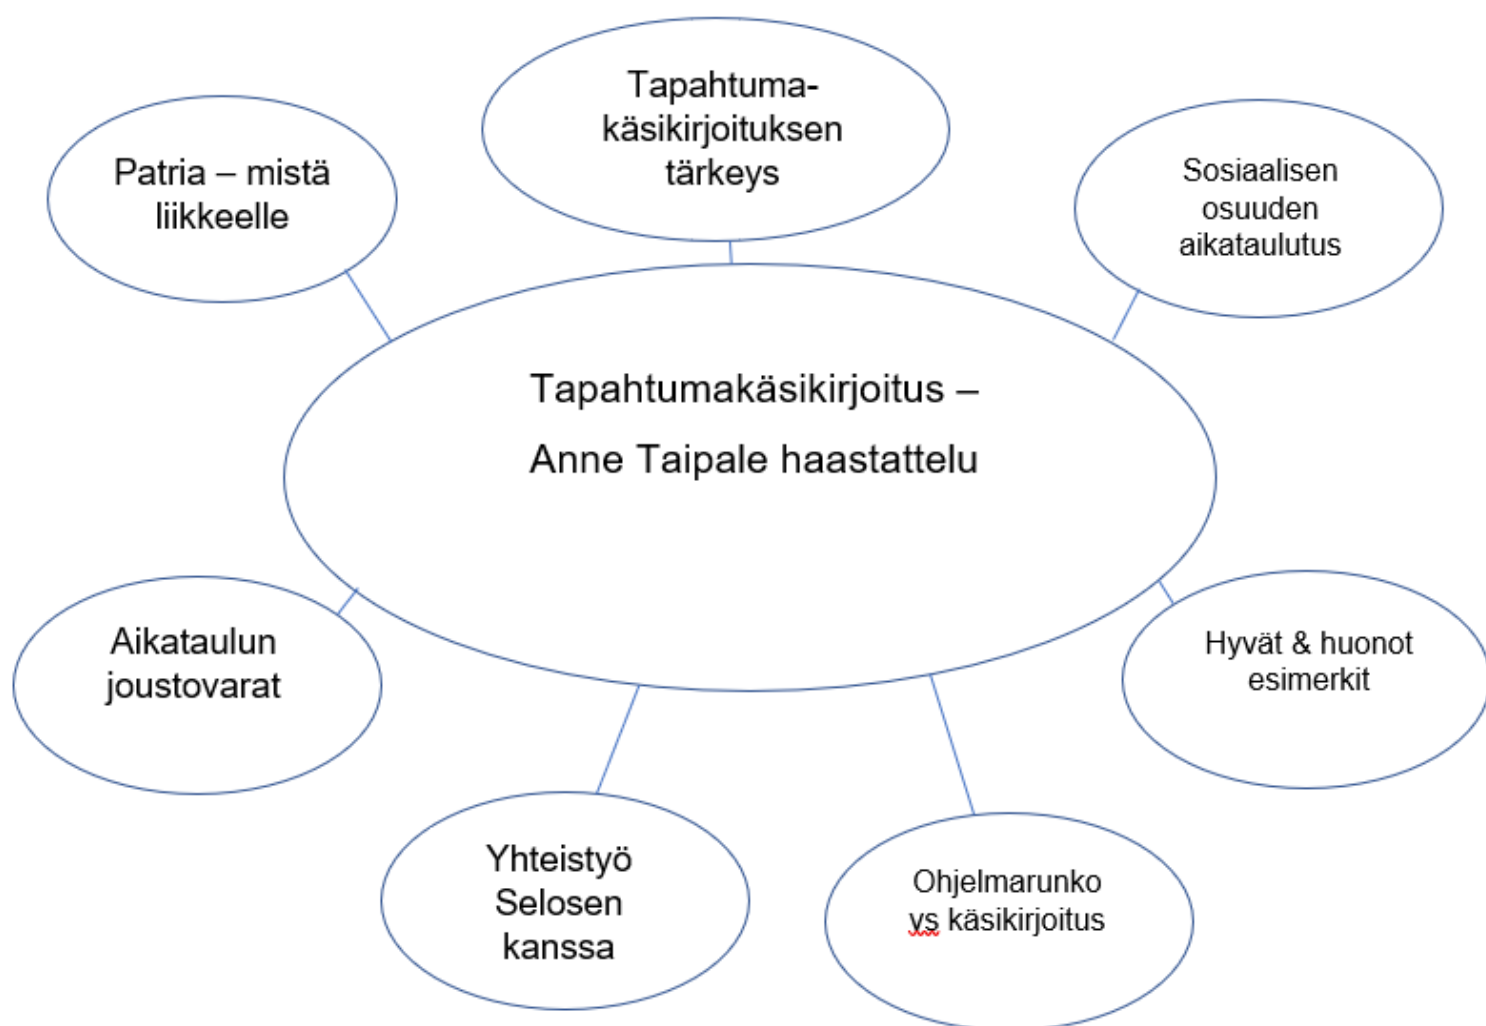 Tapahtuma-
käsikirjoituksen
tärkeys
Patria – mistä
liikkeelle
Sosiaalisen
osuuden
aikataulutus
Tapahtumakäsikirjoitus –
Anne Taipale haastattelu
Aikataulun
joustovarat
Hyvät & huonot
esimerkit
Yhteistyö
Selosen
kanssa
Ohjelmarunko
vs käsikirjoitus